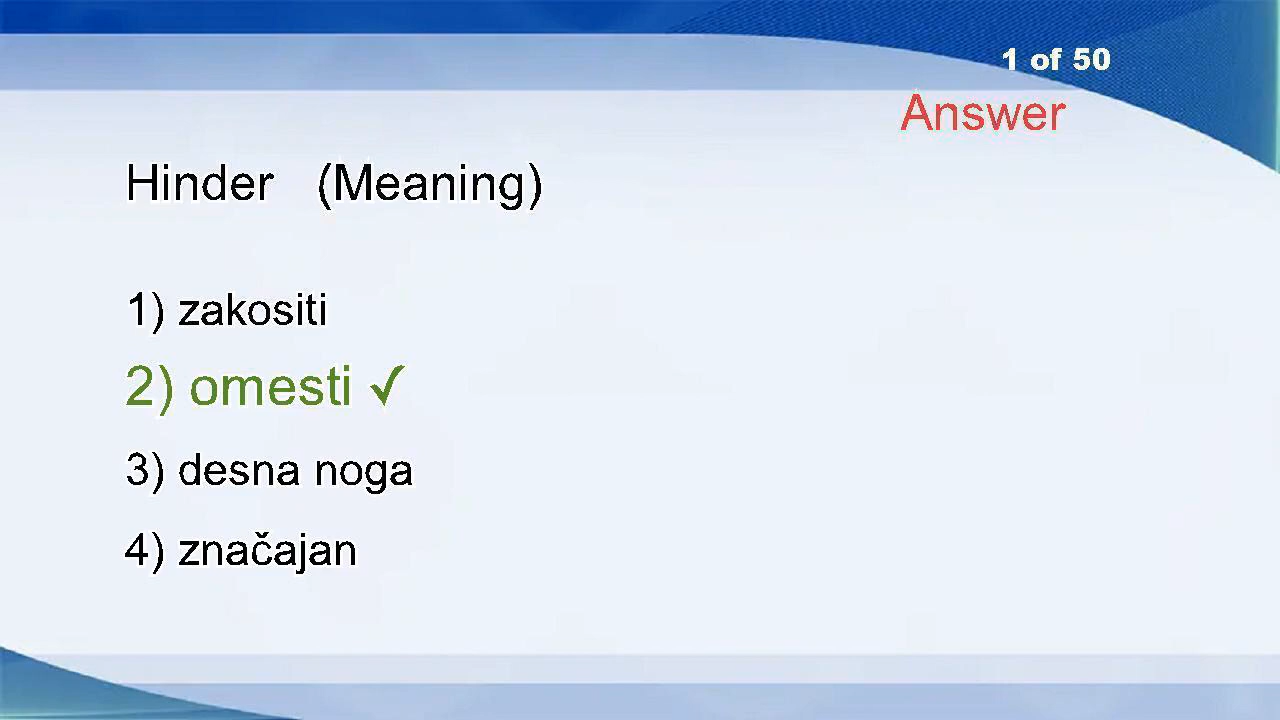 1 of 50
Answer
Hinder (Meaning)
1) zakositi
2) omesti ✓
3) desna noga
4) značajan